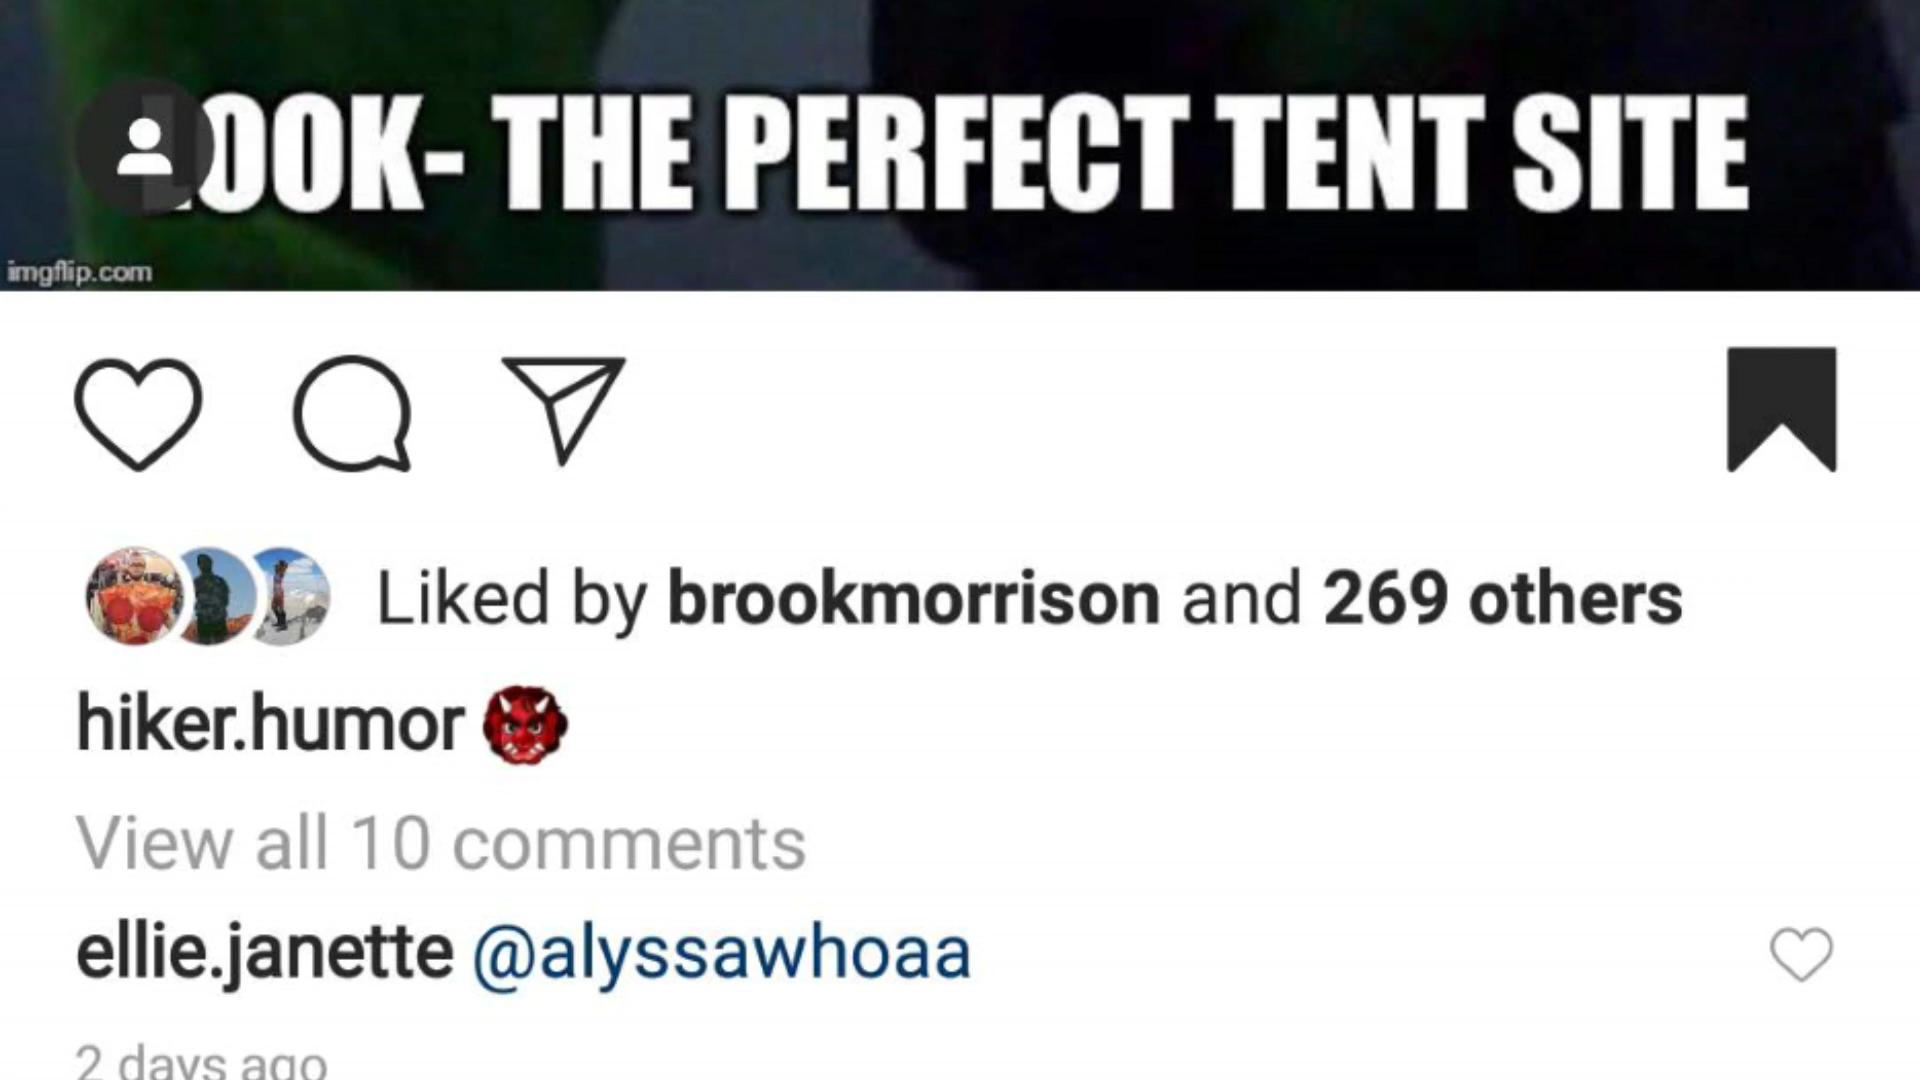 LOOK- THE PERFECT TENT SITE
imgflip.com
Liked by brookmorrison and 269 others
hiker.humor 👹
View all 10 comments
ellie.janette @alyssawhoaa
2 days ago